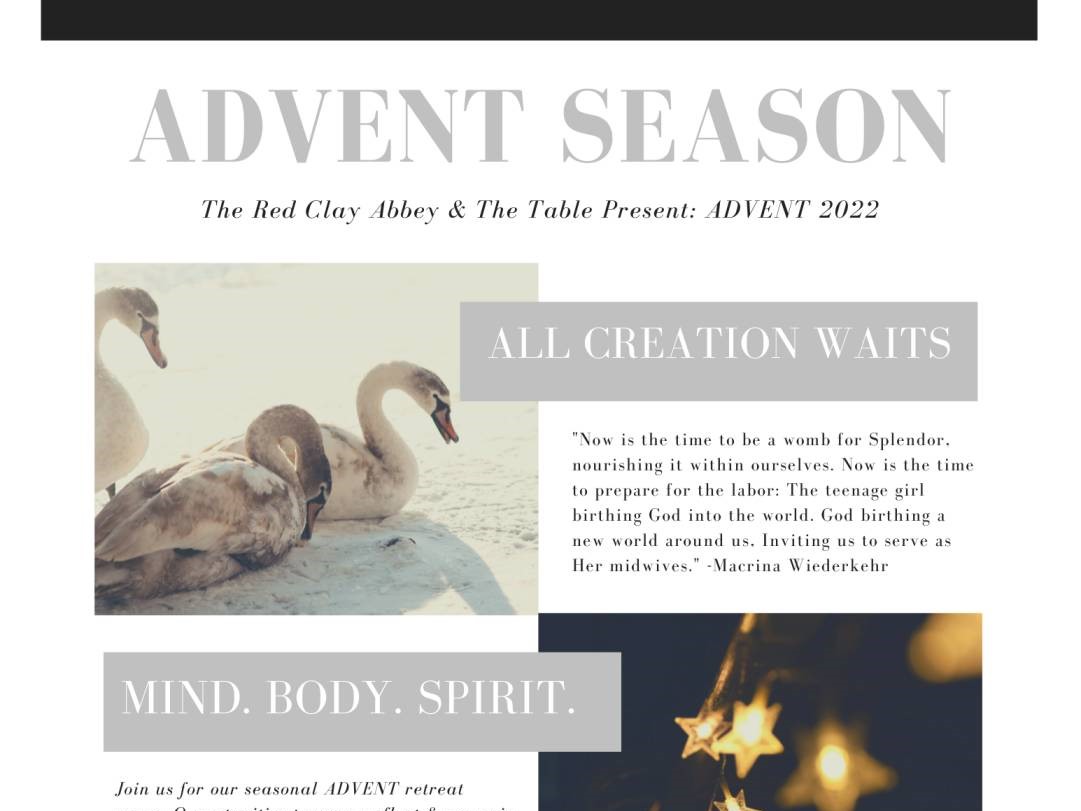 ADVENT SEASON
The Red Clay Abbey & The Table Present: ADVENT 2022
ALL CREATION WAITS
"Now is the time to be a womb for Splendor,
nourishing it within ourselves. Now is the time
to prepare for the labor: The teenage girl
birthing God into the world. God birthing a
new world around us, Inviting us to serve as
Her midwives." -Macrina Wiederkehr
MIND. BODY. SPIRIT.
Join us for our seasonal ADVENT retreat